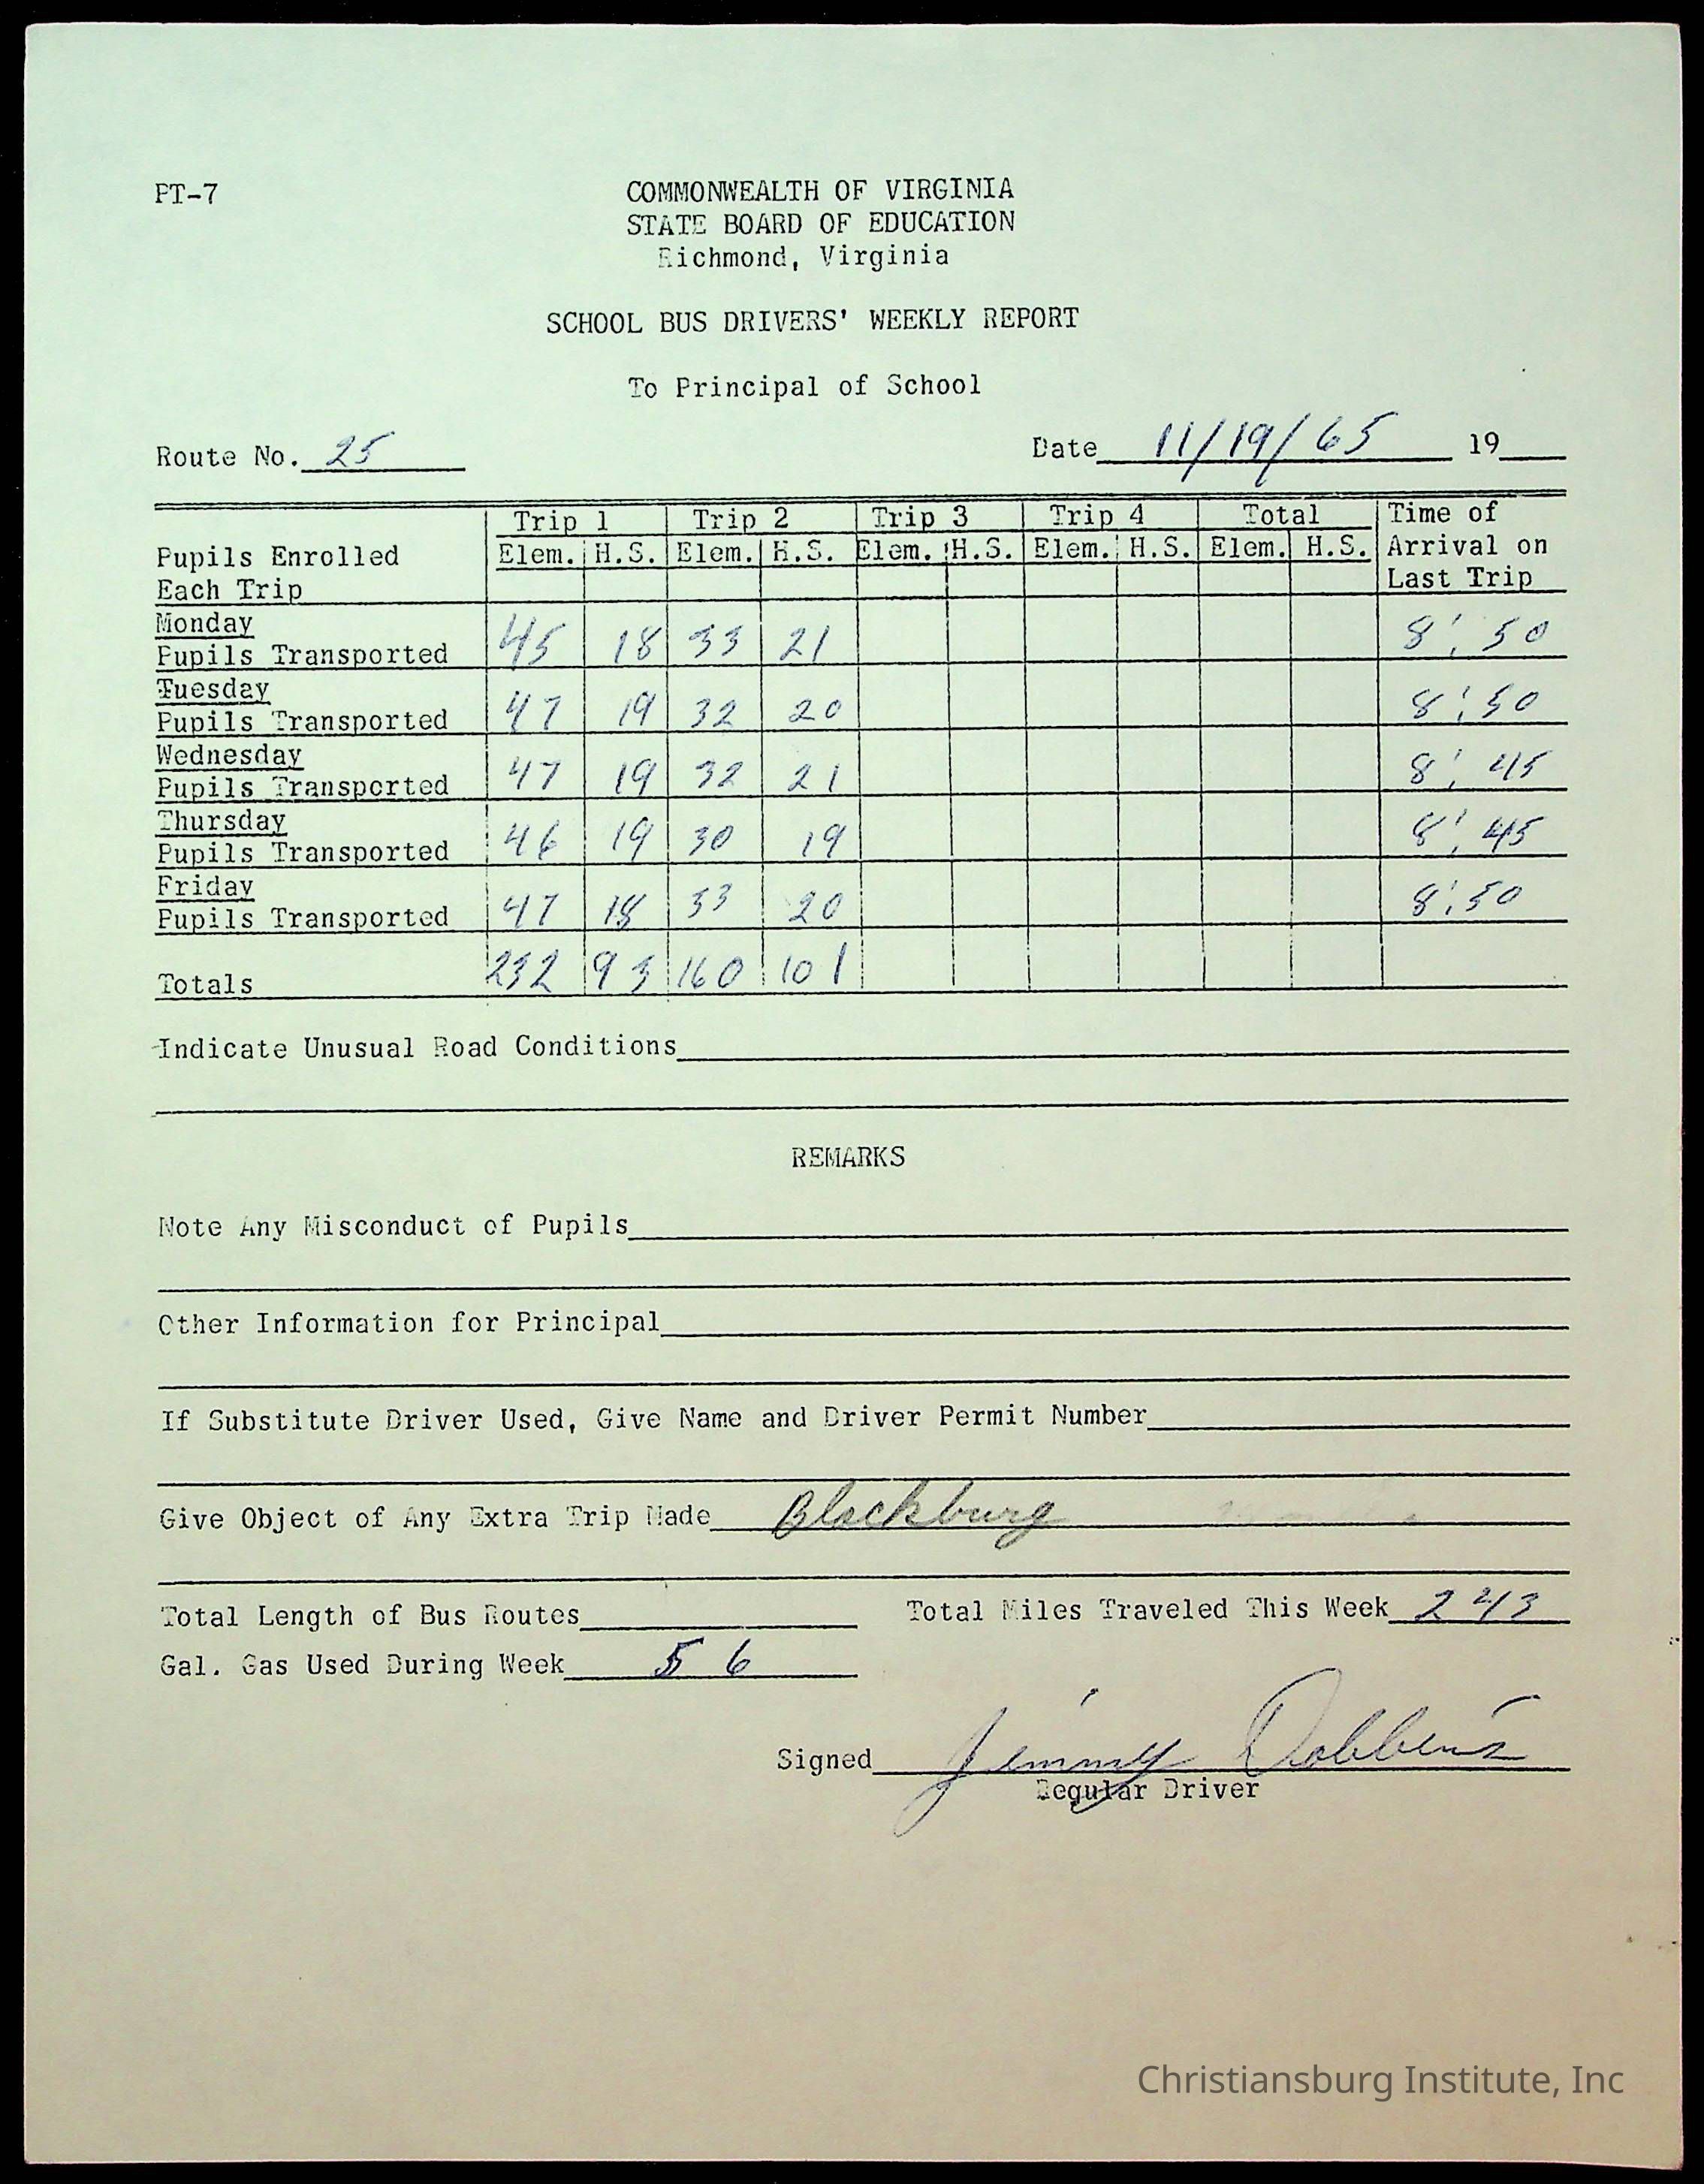 PT-7
COMMONWEALTH OF VIRGINIA
STATE BOARD OF EDUCATION
Richmond, Virginia
SCHOOL BUS DRIVERS' WEEKLY REPORT
To Principal of School
Route No. 25 Date 11/19/65 19
Trip 1 Trip 2 Trip 3 Trip 4 Total Time of
Pupils Enrolled Elem. H.S. Elem. H.S. Elem. H.S. Elem. H.S. Elem. H.S. Arrival on
Each Trip Last Trip
Monday
Pupils Transported 45 18 33 21 8:50
Tuesday
Pupils Transported 47 19 32 20 8:50
Wednesday
Pupils Transported 47 19 32 21 8:45
Thursday
Pupils Transported 46 19 30 19 8:45
Friday
Pupils Transported 47 18 33 20 8:50
Totals 232 93 160 101
Indicate Unusual Road Conditions
REMARKS
Note Any Misconduct of Pupils
Other Information for Principal
If Substitute Driver Used, Give Name and Driver Permit Number
Give Object of Any Extra Trip Made Blackburg
Total Length of Bus Routes Total Miles Traveled This Week 243
Gal. Gas Used During Week 56
Signed Jimmy Dobbins
Regular Driver
Christiansburg Institute, Inc